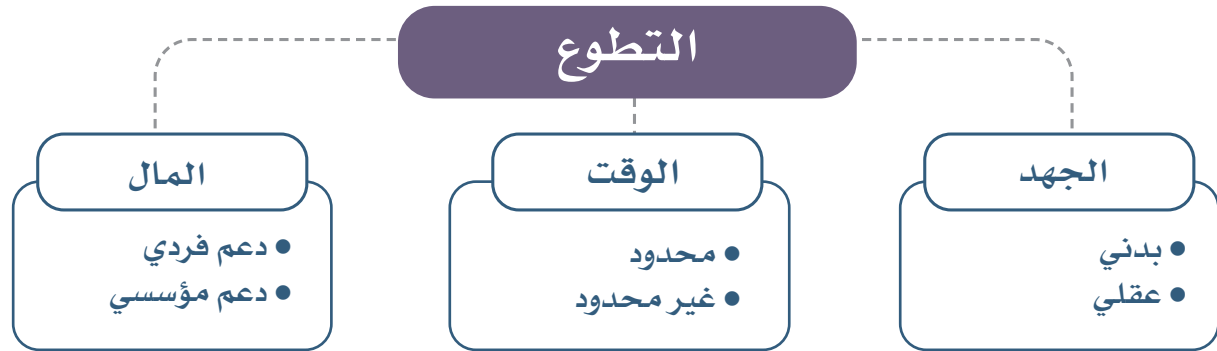 التطوع
الجهد
• بدني
• عقلي
الوقت
• محدود
• غير محدود
المال
• دعم فردي
• دعم مؤسسي